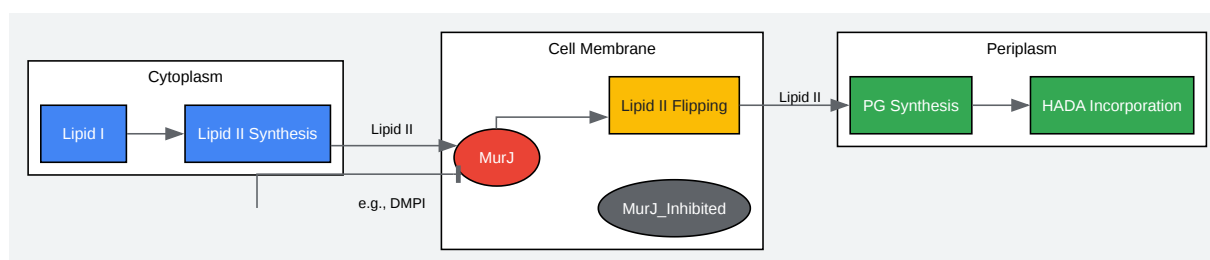 Cytoplasm
Lipid I
Lipid II Synthesis
Lipid II
e.g., DMPI
Cell Membrane
MurJ
Lipid II Flipping
MurJ_Inhibited
Lipid II
Periplasm
PG Synthesis
HADA Incorporation